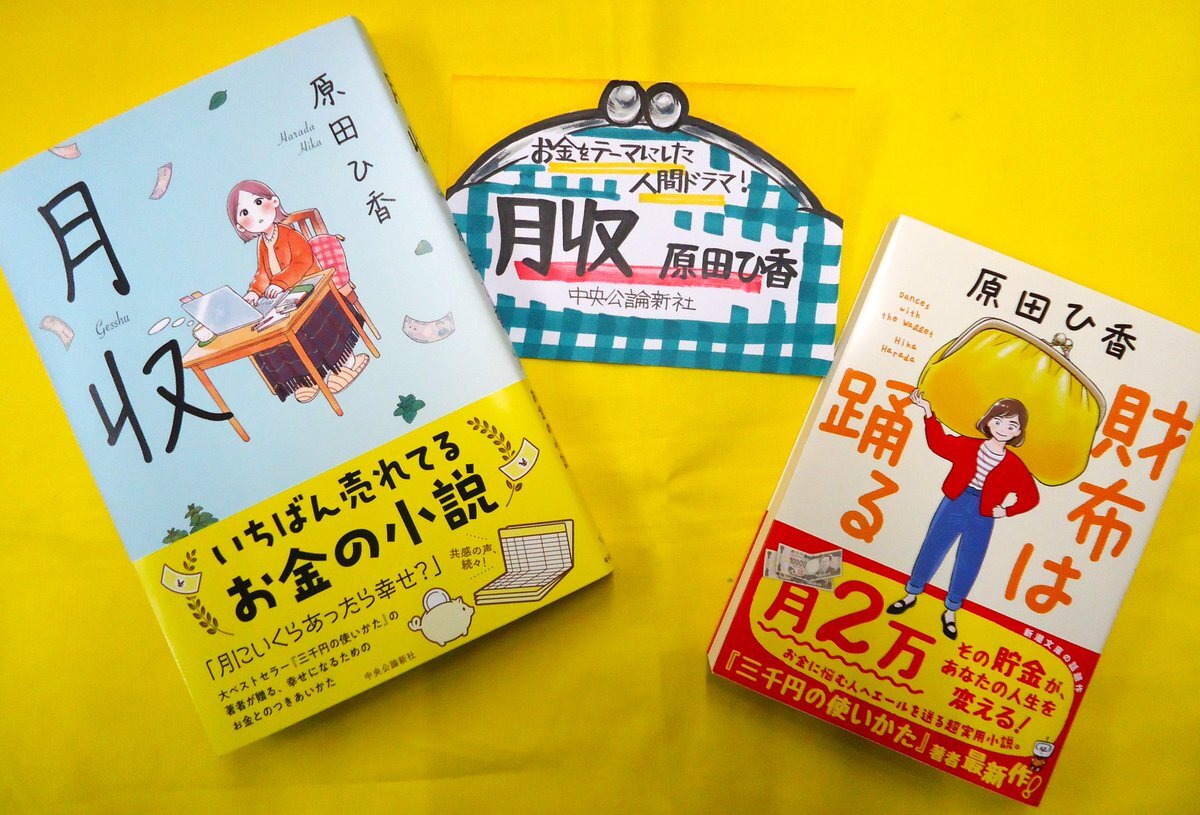 原田ひ香
Harada
Hika
月収
Gesshu
いちばん売れてる
お金の小説
「月にいくらあったら幸せ?」
共感の声、
続々!
大ベストセラー『三千円の使いかた』の
著者が贈る、幸せになるための
お金とのつきあいかた
中央公論新社
お金をテーマにした
人間ドラマ!
月収 原田ひ香
中央公論新社
原田ひ香
Dances
with
the Wallet
Hika
Harada
財布は
踊る
新潮文庫の話題作
10000
月2万
その貯金が、
あなたの人生を
変える!
お金に悩む人へエールを送る超実用小説。
『三千円の使いかた』著者最新作!